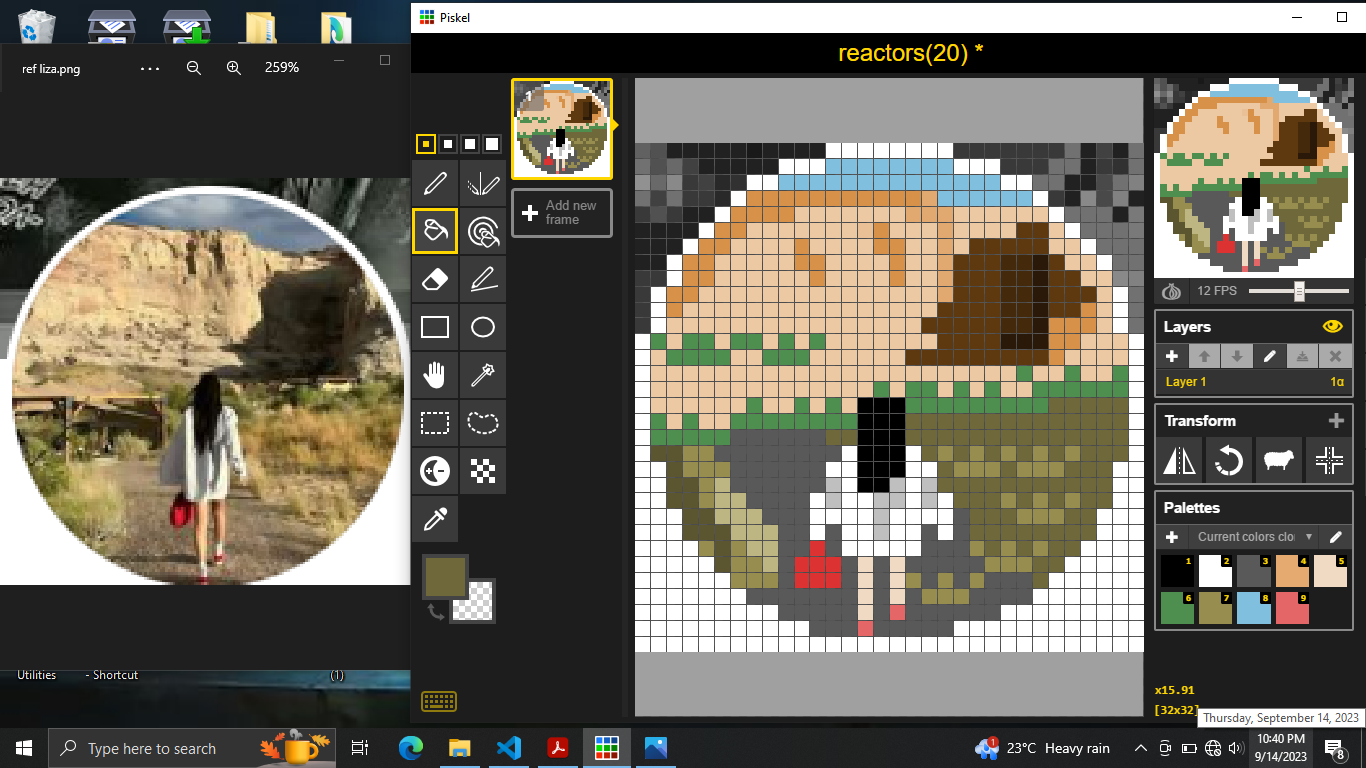 Piskel
reactors(20) *
ref liza.png
259%
1
Add new
frame
12 FPS
Layers
Layer 1
1α
Transform
Palettes
Current colors clo
1
2
3
4
5
6
7
8
9
x15.91
[32x32]
Utilities
- Shortcut
(1)
Thursday, September 14, 2023
Type here to search
1
23°C Heavy rain
10:40 PM
9/14/2023
8